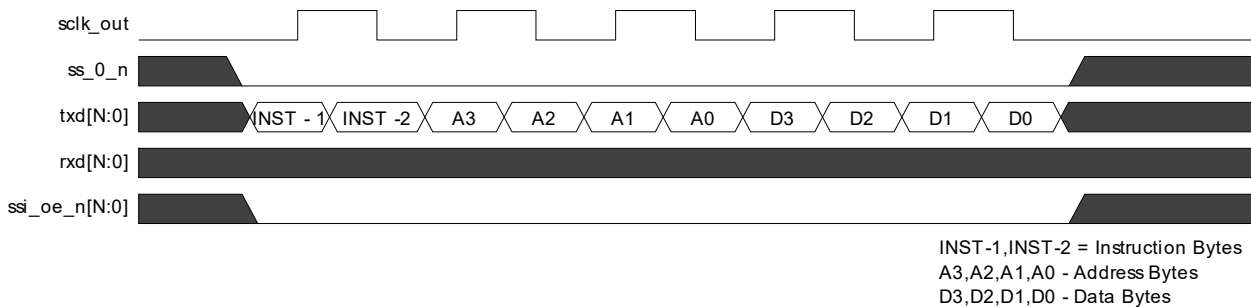 sclk_out
ss_0_n
txd[N:0] INST - 1 INST -2 A3 A2 A1 A0 D3 D2 D1 D0
rxd[N:0]
ssi_oe_n[N:0]
INST-1,INST-2 = Instruction Bytes
A3,A2,A1,A0 - Address Bytes
D3,D2,D1,D0 - Data Bytes